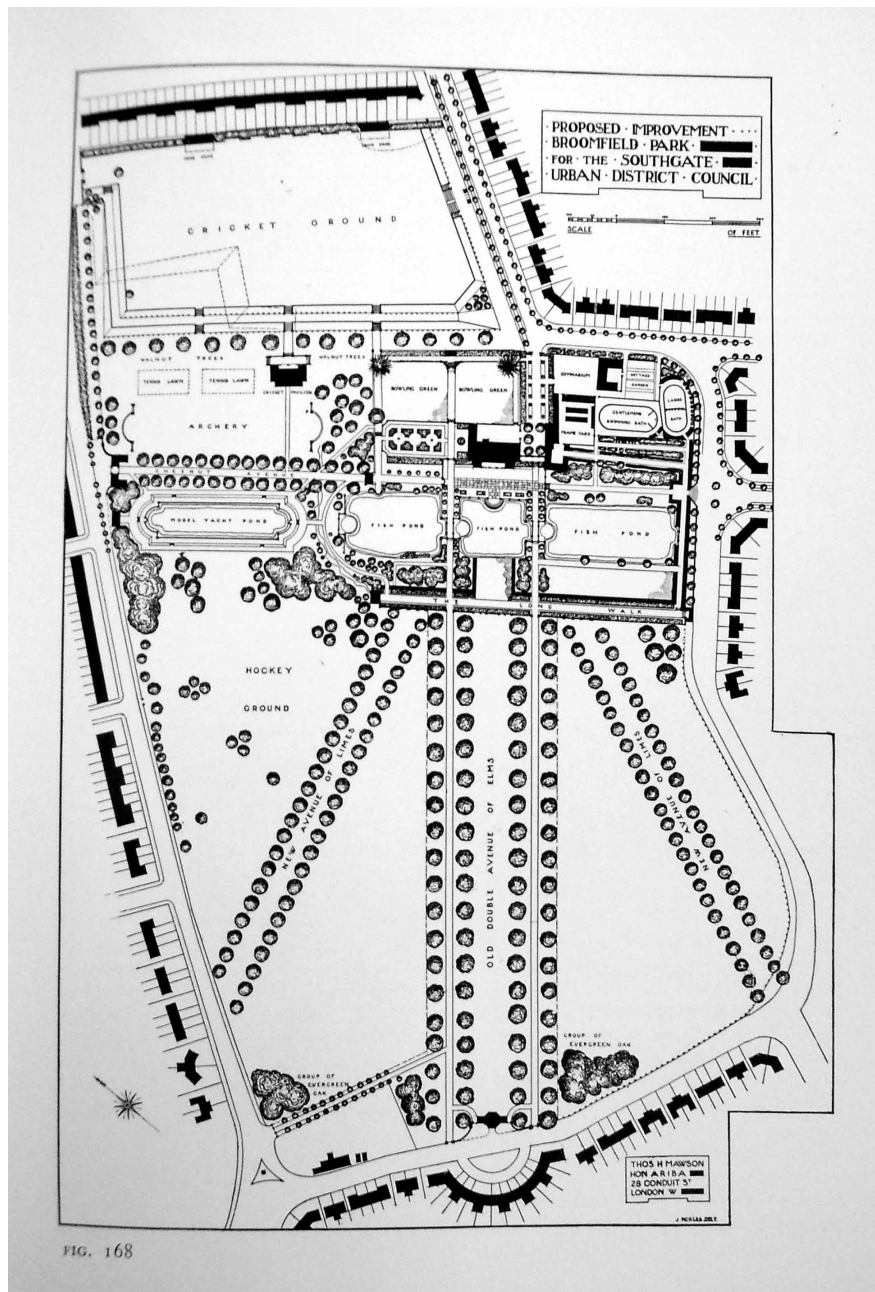 · PROPOSED · IMPROVEMENT · · · ·
· BROOMFIELD · PARK ·
· FOR · THE · SOUTHGATE ·
· URBAN · DISTRICT · COUNCIL ·
SCALE
OF FEET
CRICKET GROUND
WALNUT TREES
WALNUT TREES
TENNIS LAWN
TENNIS LAWN
CRICKET PAVILION
ARCHERY
BOWLING GREEN
BOWLING GREEN
GYMNASIUM
COTTAGE
GARDEN
LADIES
BATH
GENTLEMENS
SWIMMING BATH
FRAME YARD
CHESTNUT AVENUE
MODEL YACHT POND
FISH POND
FISH POND
FISH POND
THE LONG WALK
HOCKEY
GROUND
NEW AVENUE OF LIMES
OLD DOUBLE AVENUE OF ELMS
NEW AVENUE OF LIMES
GROUP OF
EVERGREEN OAK
GROUP OF
EVERGREEN
OAK
THOS H MAWSON
HON A·R·I·B·A
28 CONDUIT ST
LONDON W
FIG. 168